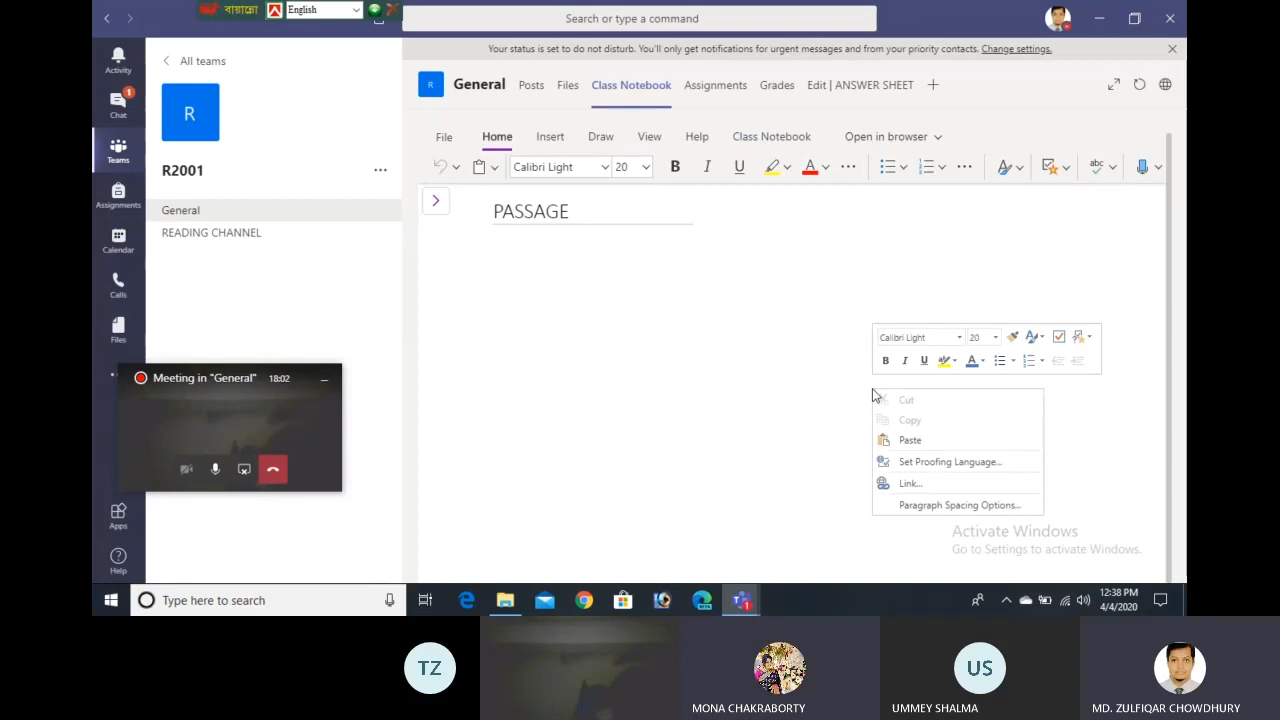 বায়ান্নো English
Search or type a command
Your status is set to do not disturb. You'll only get notifications for urgent messages and from your priority contacts. Change settings.
Activity
Chat
1
Teams
Assignments
Calendar
Calls
Files
Apps
Help
All teams
R
R2001
General
READING CHANNEL
R General Posts Files Class Notebook Assignments Grades Edit | ANSWER SHEET
File Home Insert Draw View Help Class Notebook Open in browser
Calibri Light 20 B I U A abc
PASSAGE
Calibri Light 20
B I U ab A
Cut
Copy
Paste
Set Proofing Language...
Link...
Paragraph Spacing Options...
Meeting in "General" 18:02
Activate Windows
Go to Settings to activate Windows.
Type here to search
1
12:38 PM
4/4/2020
TZ
MONA CHAKRABORTY
US
UMMEY SHALMA
MD. ZULFIQAR CHOWDHURY